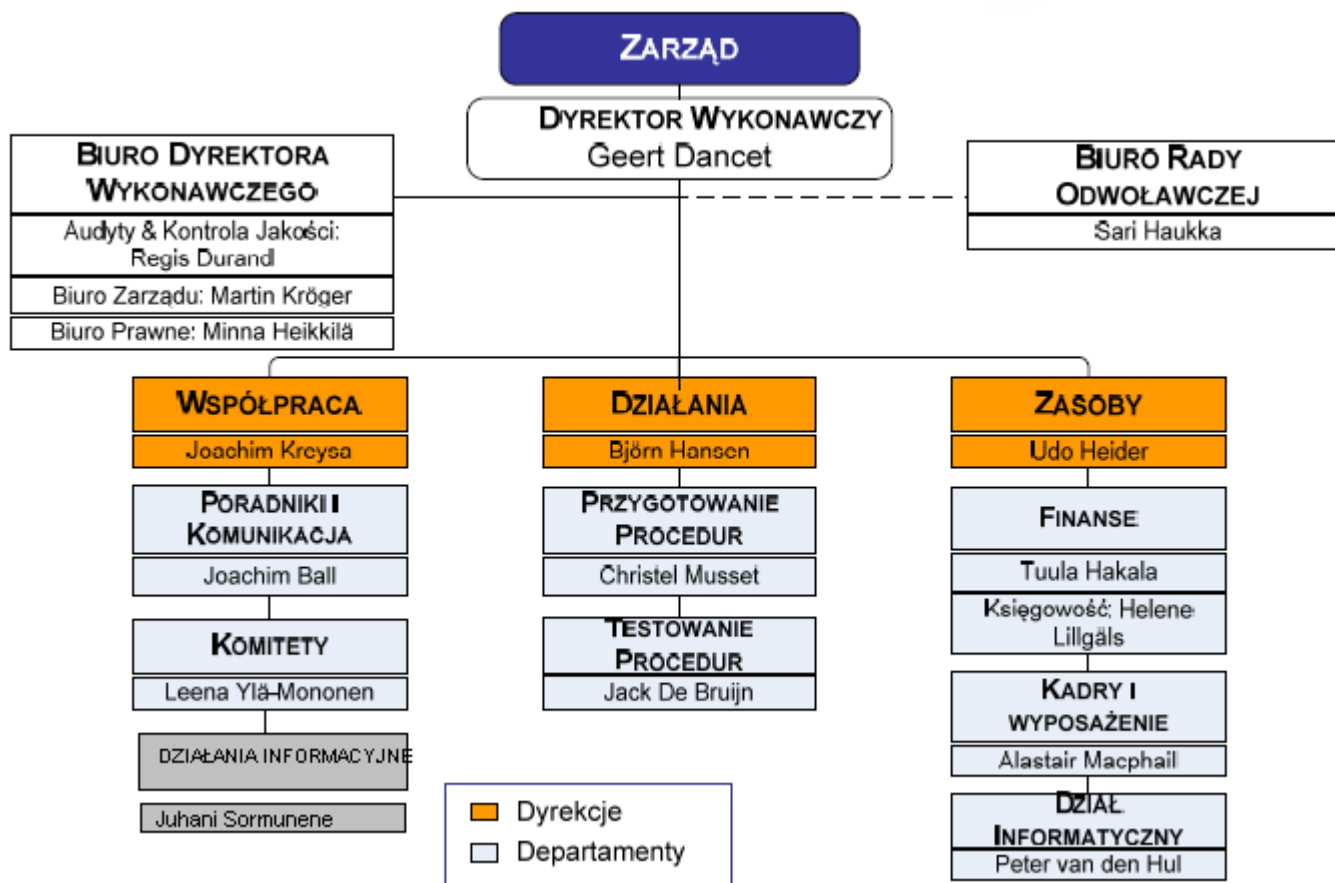 ZARZĄD
DYREKTOR WYKONAWCZY
Geert Dancet
BIURO DYREKTORA
WYKONAWCZEGO
Audyty & Kontrola Jakości:
Regis Durand
Biuro Zarządu: Martin Kröger
Biuro Prawne: Minna Heikkilä
BIURO RADY
ODWOŁAWCZEJ
Sari Haukka
WSPÓŁPRACA
Joachim Kreysa
PORADNIKI I
KOMUNIKACJA
Joachim Ball
KOMITETY
Leena Ylä-Mononen
DZIAŁANIA INFORMACYJNE
Juhani Sormunene
DZIAŁANIA
Björn Hansen
PRZYGOTOWANIE
PROCEDUR
Christel Musset
TESTOWANIE
PROCEDUR
Jack De Bruijn
ZASOBY
Udo Heider
FINANSE
Tuula Hakala
Księgowość: Helene
Lillgäls
KADRY I
WYPOSAŻENIE
Alastair Macphail
DZIAŁ
INFORMATYCZNY
Peter van den Hul
Dyrekcje
Departamenty